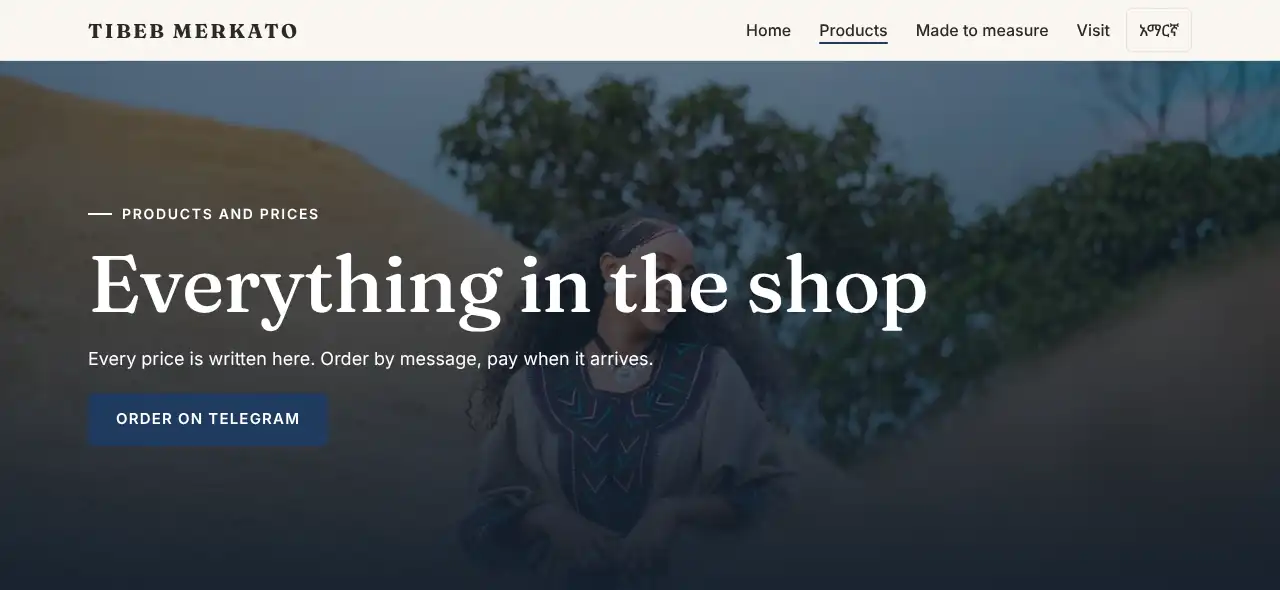 TIBEB MERKATO
Home Products Made to measure Visit አማርኛ
PRODUCTS AND PRICES
Everything in the shop
Every price is written here. Order by message, pay when it arrives.
ORDER ON TELEGRAM